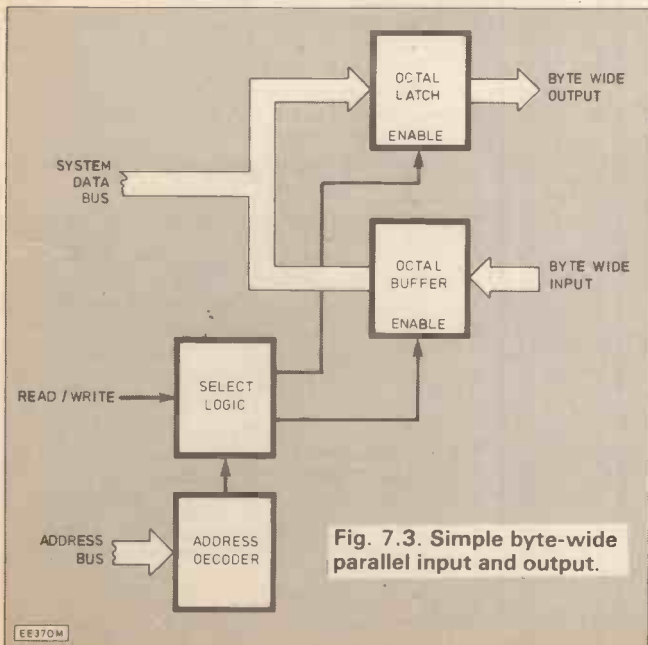 OCTAL
LATCH
ENABLE
BYTE WIDE
OUTPUT
SYSTEM
DATA
BUS
OCTAL
BUFFER
ENABLE
BYTE WIDE
INPUT
READ / WRITE
SELECT
LOGIC
ADDRESS
BUS
ADDRESS
DECODER
Fig. 7.3. Simple byte-wide
parallel input and output.
EE370M